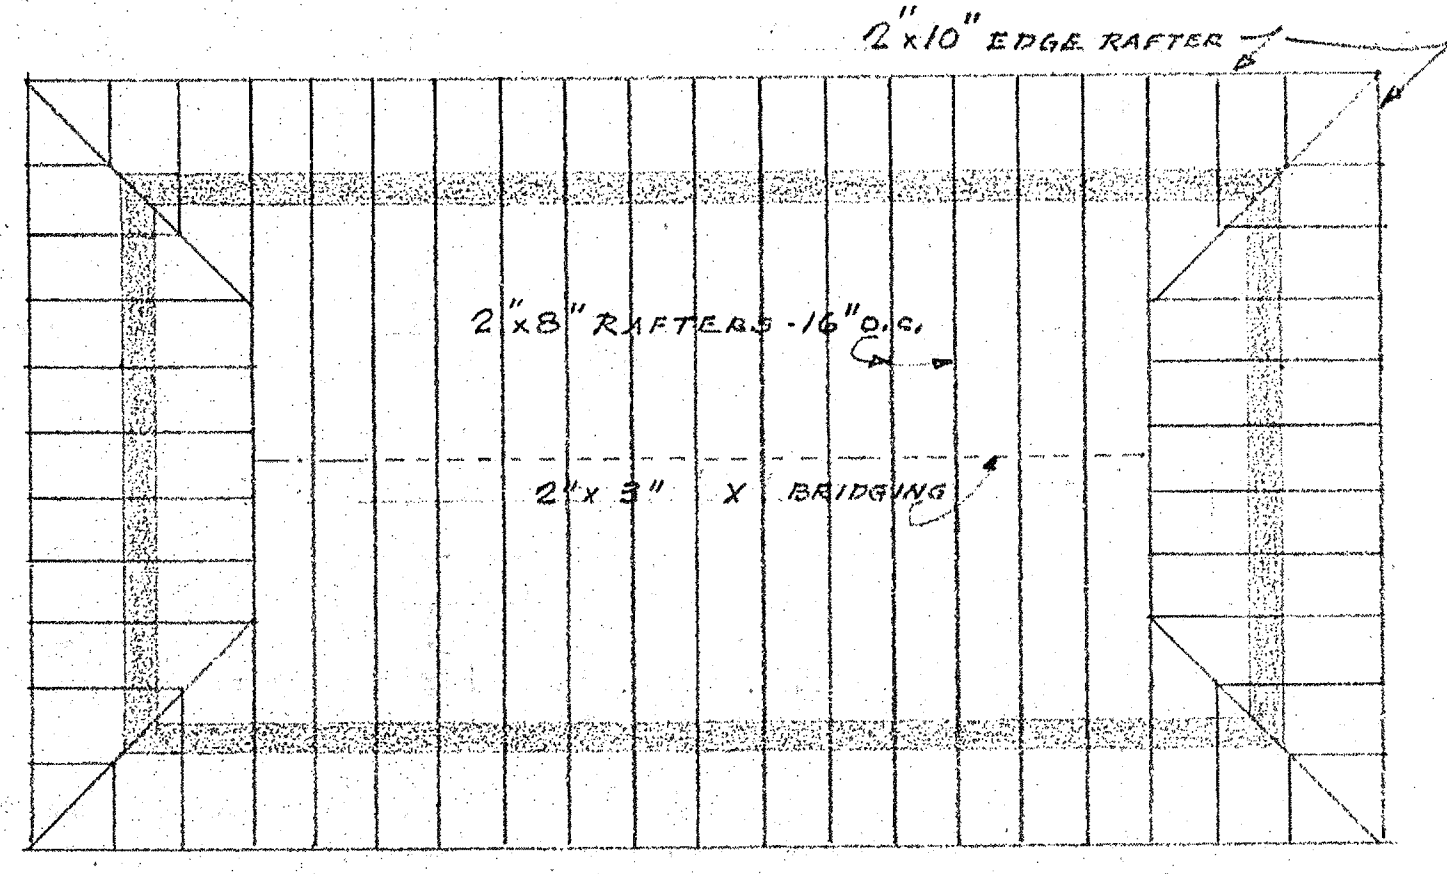 2"x10" EDGE RAFTER
2"x8" RAFTERS - 16" O.C.
2"x 3" X BRIDGING